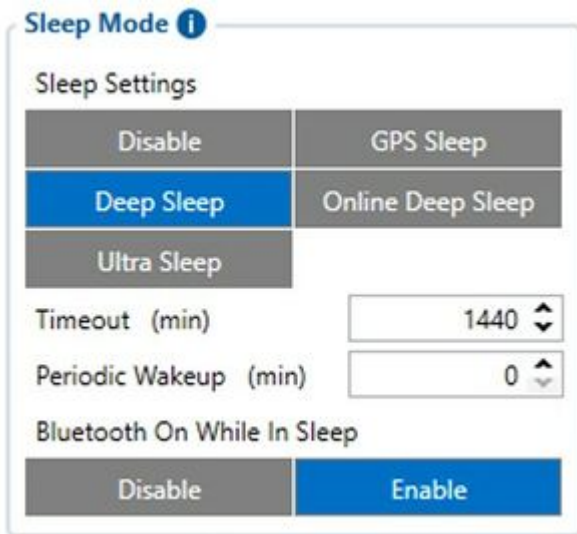 Sleep Mode i
Sleep Settings
Disable GPS Sleep
Deep Sleep Online Deep Sleep
Ultra Sleep
Timeout (min) 1440
Periodic Wakeup (min) 0
Bluetooth On While In Sleep
Disable Enable